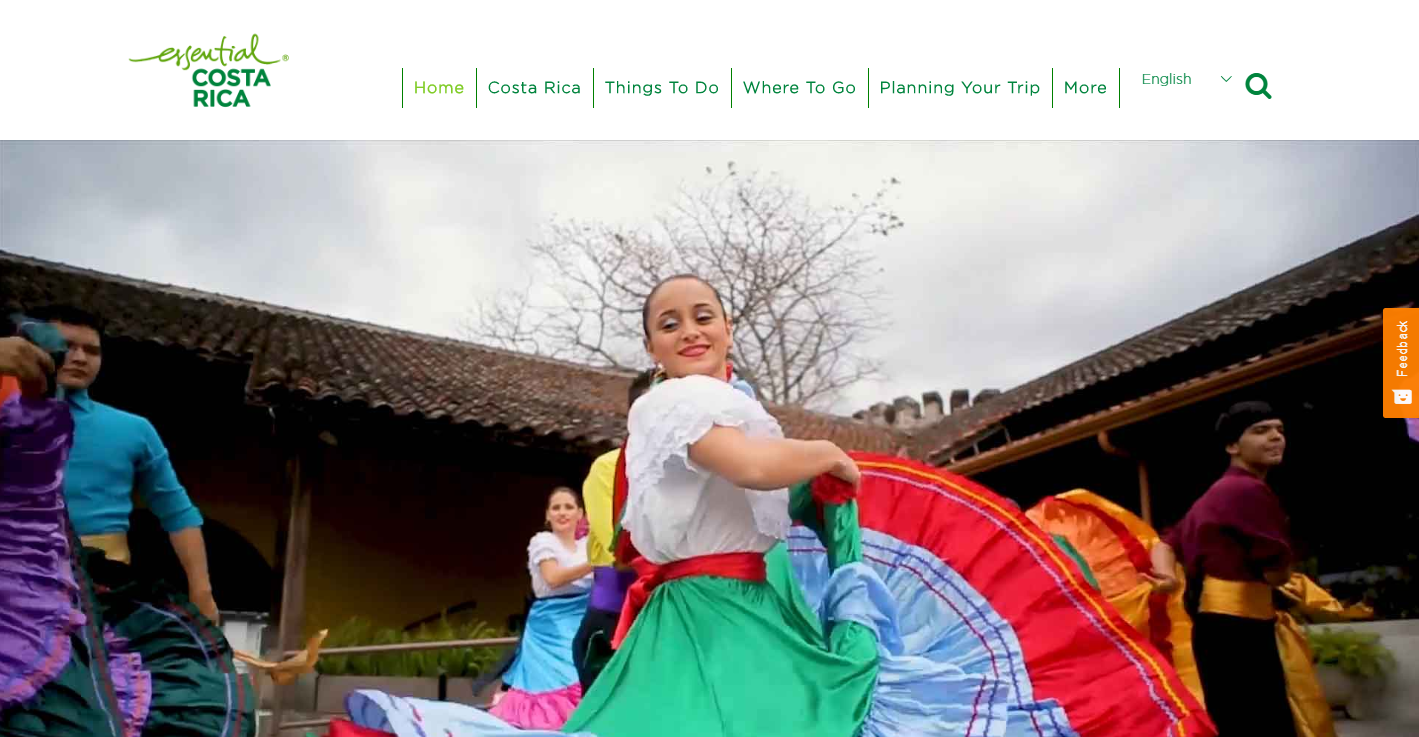 essential®
COSTA
RICA
Home
Costa Rica
Things To Do
Where To Go
Planning Your Trip
More
English
Feedback